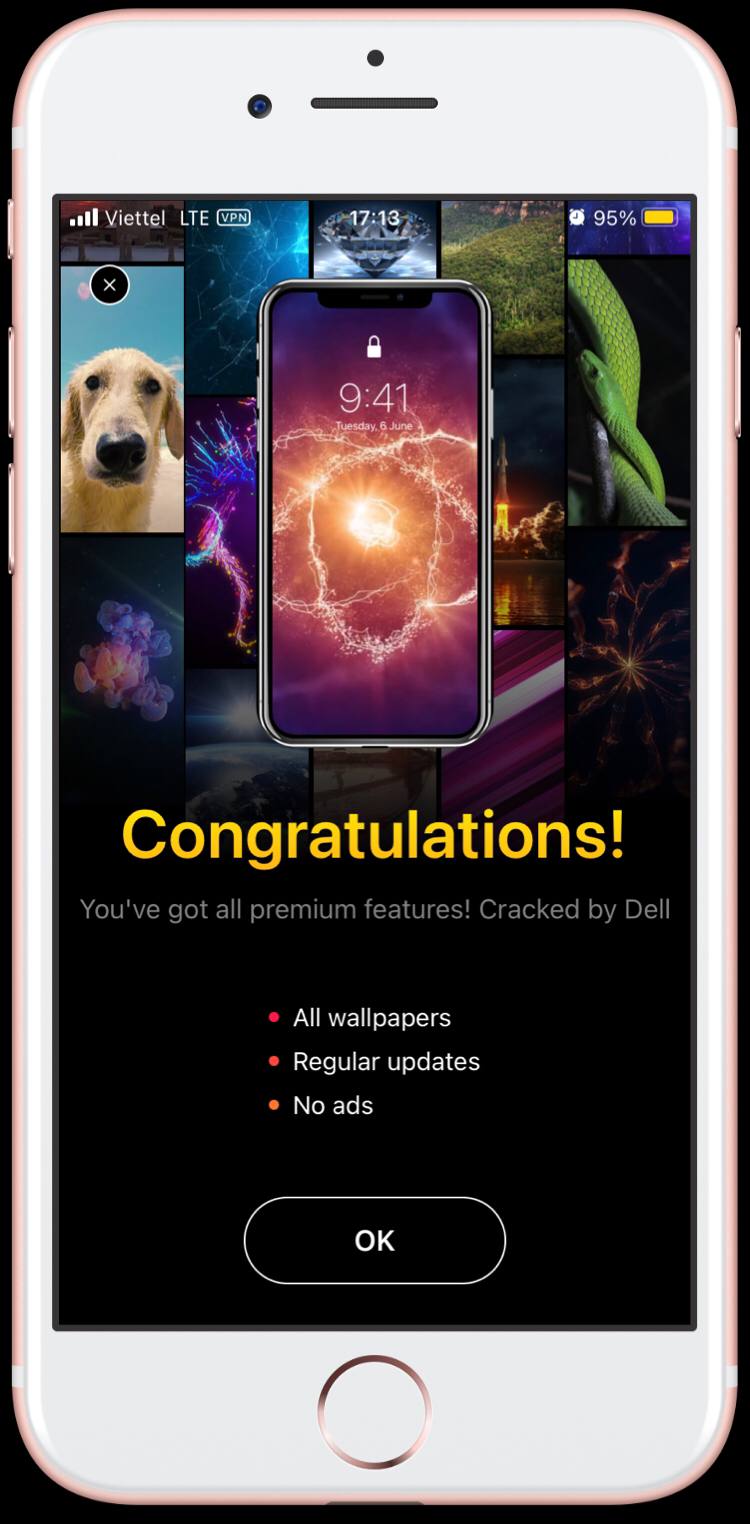 Viettel LTE VPN 17:13 95%
9:41
Tuesday, 6 June
Congratulations!
You've got all premium features! Cracked by Dell
All wallpapers
Regular updates
No ads
OK